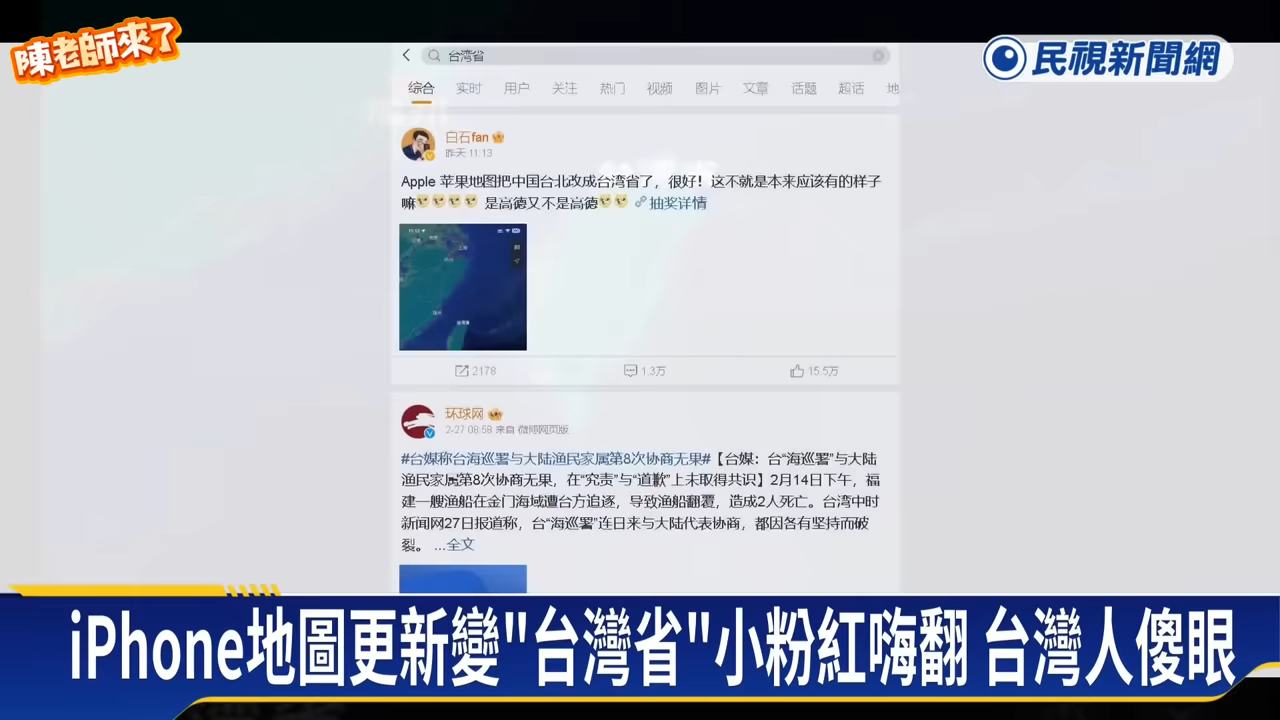 陳老師來了
民視新聞網
台湾省
综合 实时 用户 关注 热门 视频 图片 文章 话题 超话 地
白石fan
昨天 11:13
Apple 苹果地图把中国台北改成台湾省了，很好！这不就是本来应该有的样子
嘛 是高德又不是高德 抽奖详情
2178 1.3万 15.5万
环球网
2-27 08:58 来自 微博网页版
#台媒称台海巡署与大陆渔民家属第8次协商无果#【台媒：台“海巡署”与大陆
渔民家属第8次协商无果，在“究责”与“道歉”上未取得共识】2月14日下午，福
建一艘渔船在金门海域遭台方追逐，导致渔船翻覆，造成2人死亡。台湾中时
新闻网27日报道称，台“海巡署”连日来与大陆代表协商，都因各有坚持而破
裂。 ...全文
iPhone地圖更新變"台灣省"小粉紅嗨翻 台灣人傻眼